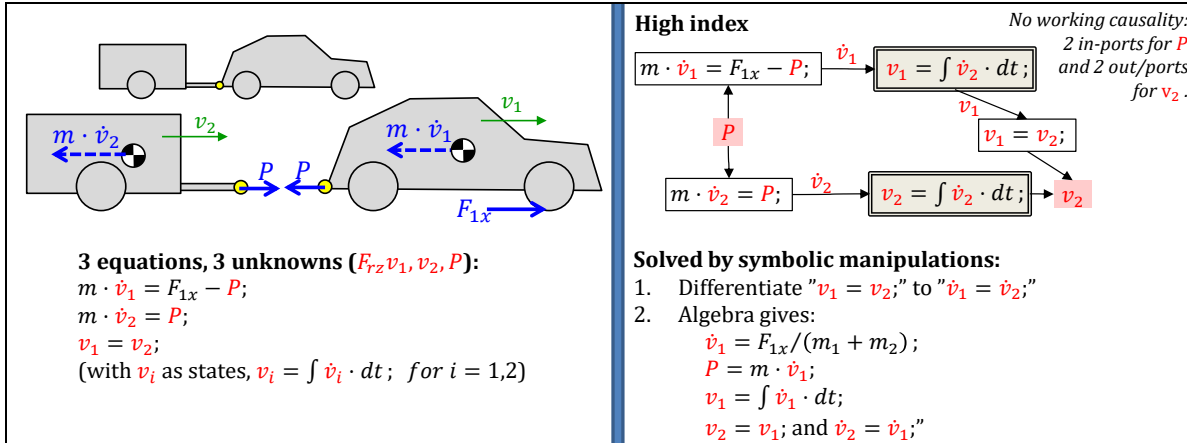 v₂
m · v̇₂
P
P
m · v̇₁
v₁
F₁ₓ
3 equations, 3 unknowns (F_rz v₁, v₂, P):
m · v̇₁ = F₁ₓ − P;
m · v̇₂ = P;
v₁ = v₂;
(with vᵢ as states, vᵢ = ∫ v̇ᵢ · dt; for i = 1,2)
High index
No working causality:
2 in-ports for P
and 2 out/ports
for v₂ .
m · v̇₁ = F₁ₓ − P;
v̇₁
v₁ = ∫ v̇₂ · dt ;
v₁
v₁ = v₂;
P
m · v̇₂ = P;
v̇₂
v₂ = ∫ v̇₂ · dt ;
v₂
Solved by symbolic manipulations:
1. Differentiate ”v₁ = v₂;” to ”v̇₁ = v̇₂;”
2. Algebra gives:
v̇₁ = F₁ₓ/(m₁ + m₂) ;
P = m · v̇₁;
v₁ = ∫ v̇₁ · dt;
v₂ = v₁; and v̇₂ = v̇₁;”